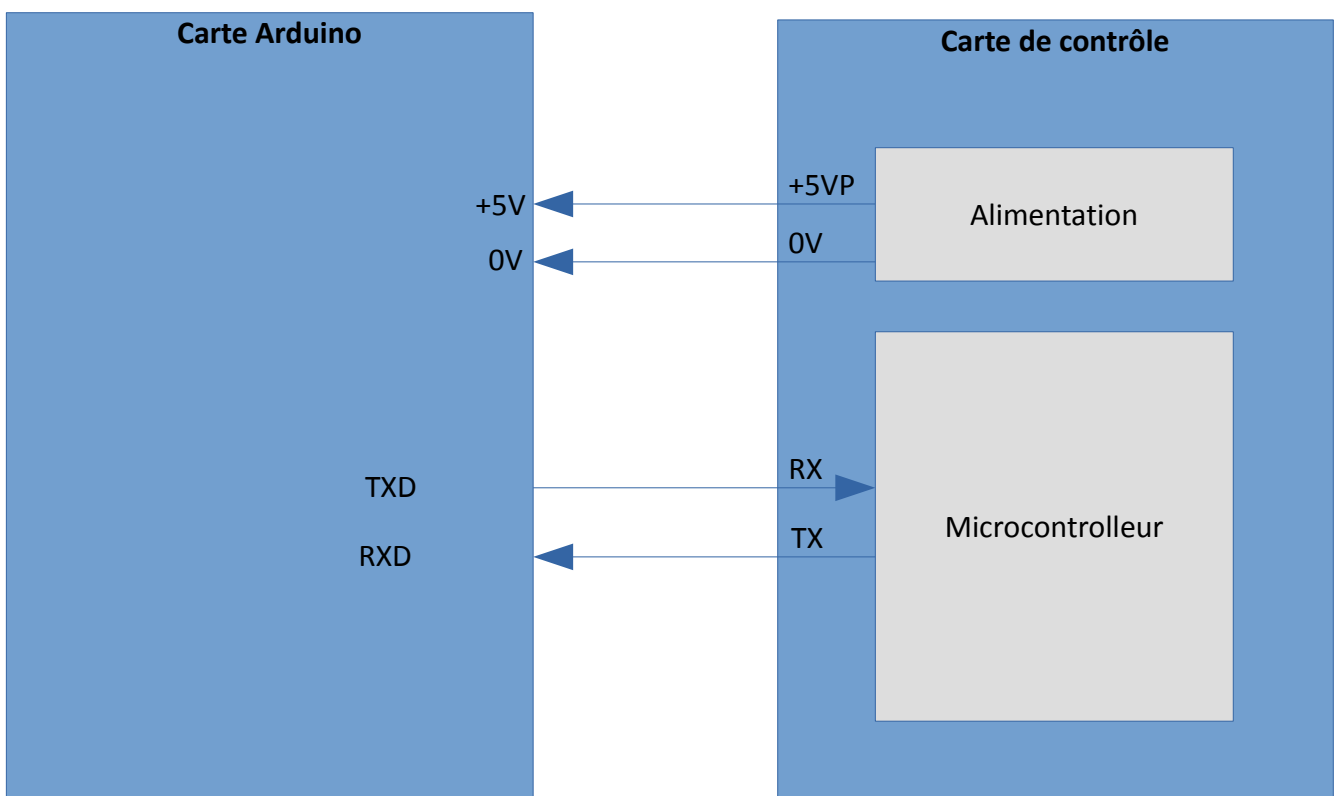 Carte Arduino
+5V
0V
TXD
RXD
Carte de contrôle
+5VP
0V
Alimentation
RX
TX
Microcontrolleur